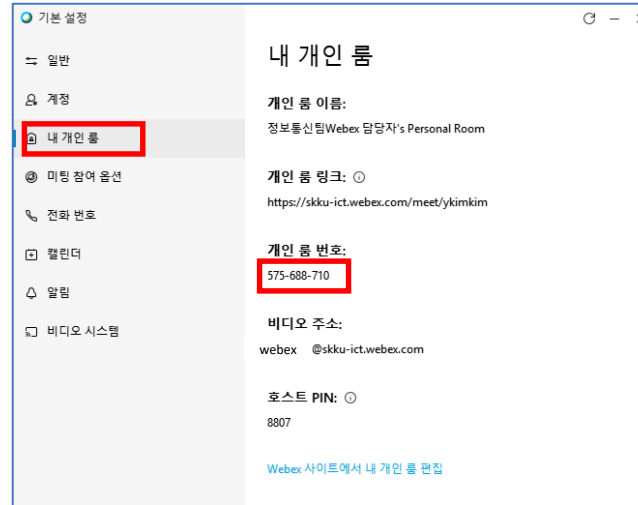 기본 설정
일반
계정
내 개인 룸
미팅 참여 옵션
전화 번호
캘린더
알림
비디오 시스템
내 개인 룸
개인 룸 이름:
정보통신팀Webex 담당자's Personal Room
개인 룸 링크:
https://skku-ict.webex.com/meet/ykimkim
개인 룸 번호:
575-688-710
비디오 주소:
webex @skku-ict.webex.com
호스트 PIN:
8807
Webex 사이트에서 내 개인 룸 편집